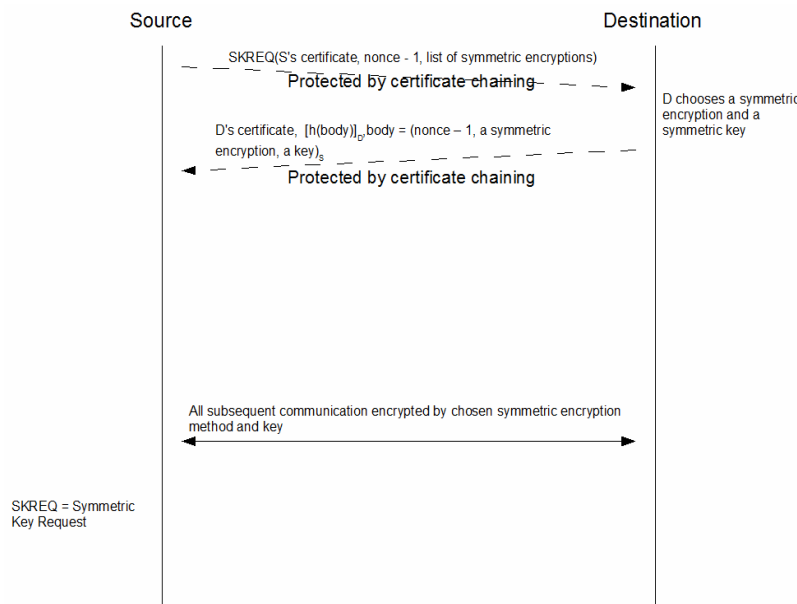 Source
Destination
SKREQ(S's certificate, nonce - 1, list of symmetric encryptions)
Protected by certificate chaining
D chooses a symmetric
encryption and a
symmetric key
D's certificate, [h(body)]D,body = (nonce – 1, a symmetric
encryption, a key)S
Protected by certificate chaining
All subsequent communication encrypted by chosen symmetric encryption
method and key
SKREQ = Symmetric
Key Request